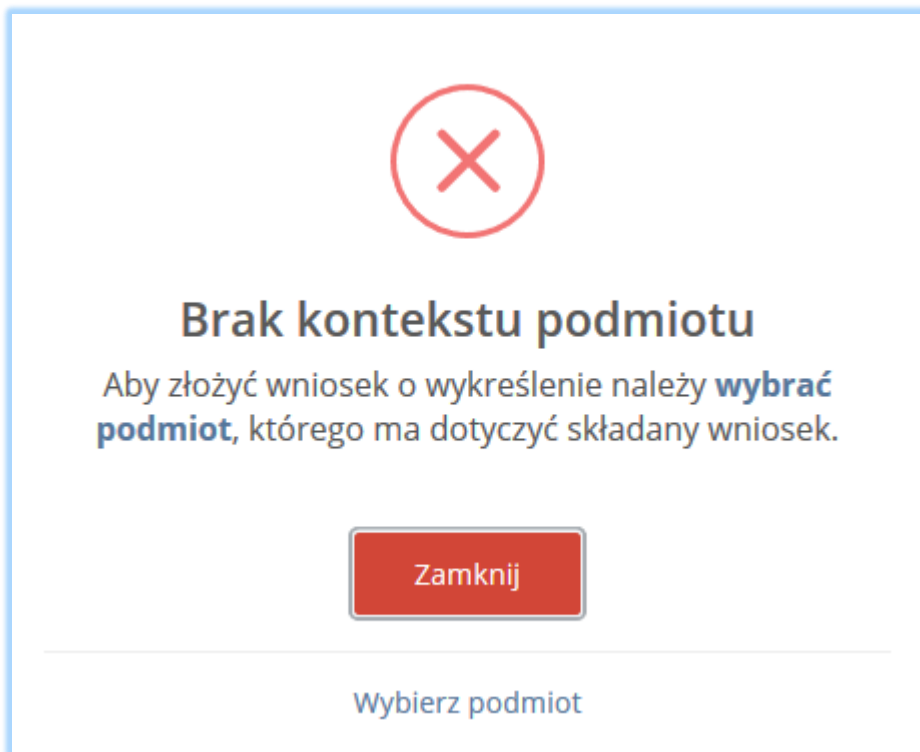 Brak kontekstu podmiotu
Aby złożyć wniosek o wykreślenie należy wybrać
podmiot, którego ma dotyczyć składany wniosek.
Zamknij
Wybierz podmiot